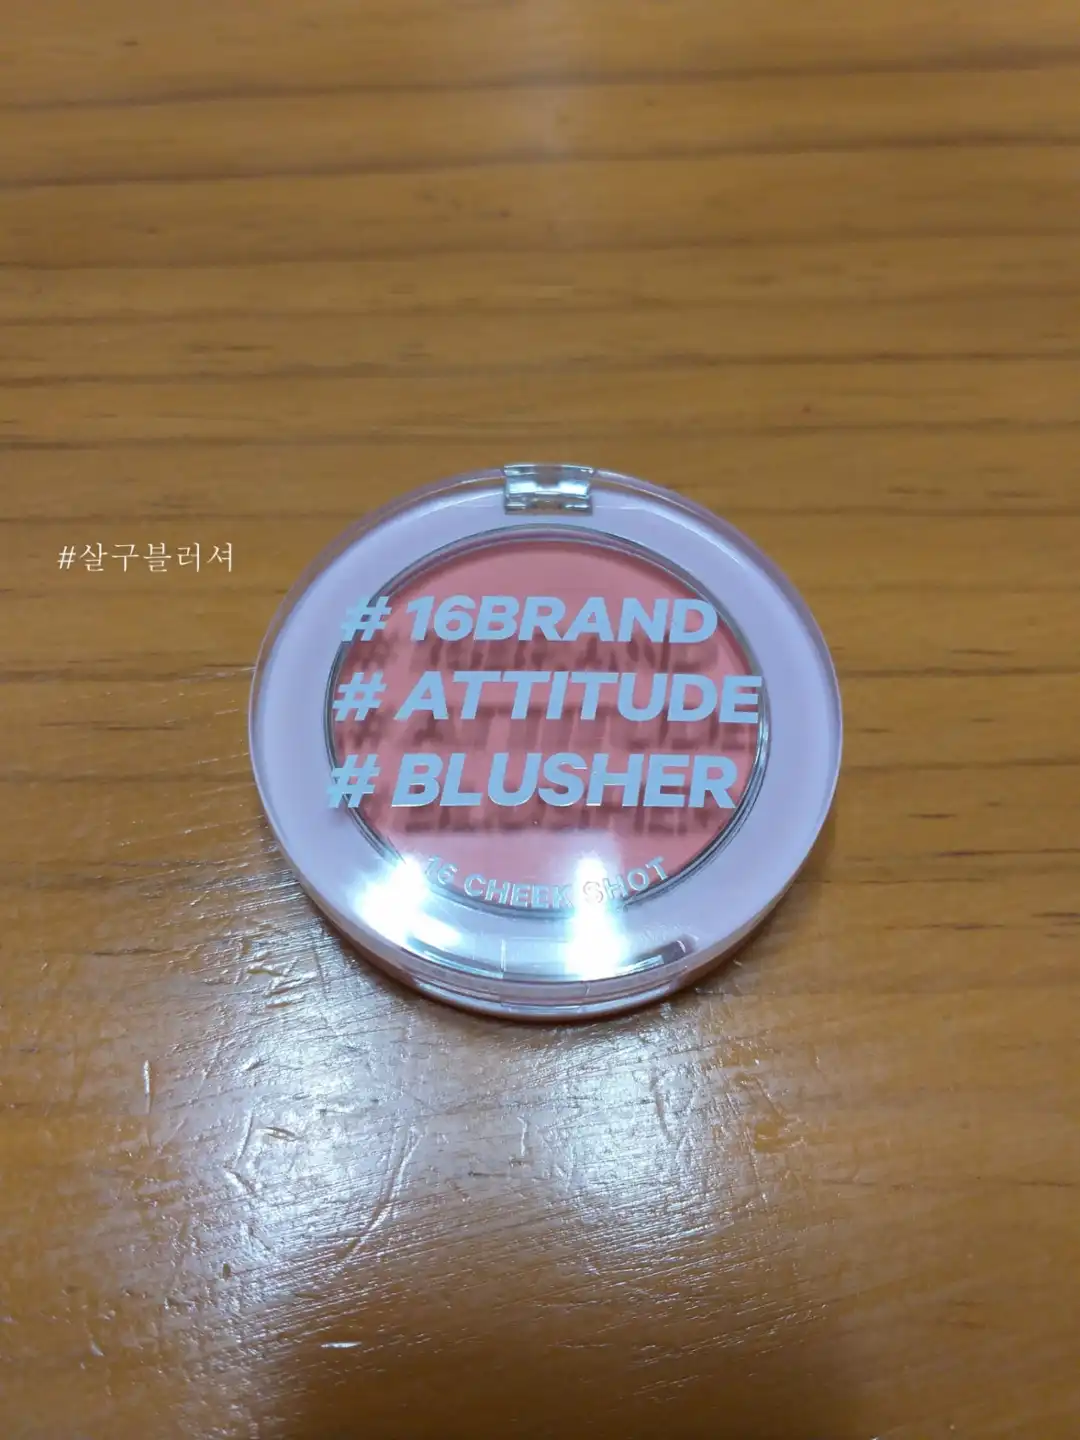 #살구블러셔
# 16BRAND
# ATTITUDE
# BLUSHER
16 CHEEK SHOT